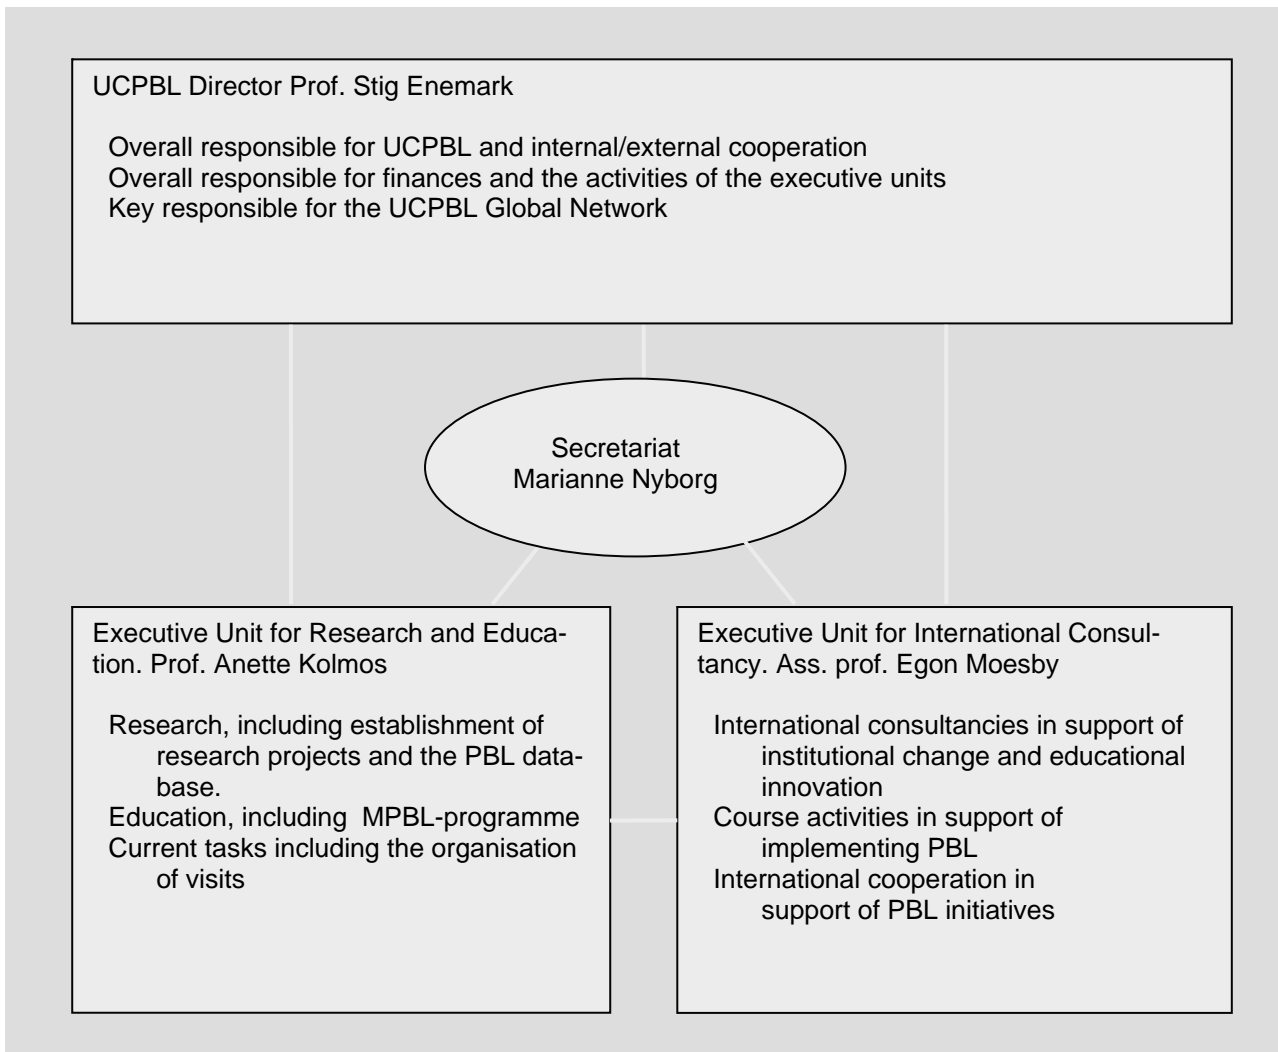 UCPBL Director Prof. Stig Enemark
Overall responsible for UCPBL and internal/external cooperation
Overall responsible for finances and the activities of the executive units
Key responsible for the UCPBL Global Network
Secretariat
Marianne Nyborg
Executive Unit for Research and Educa-
tion. Prof. Anette Kolmos
Research, including establishment of
research projects and the PBL data-
base.
Education, including  MPBL-programme
Current tasks including the organisation
of visits
Executive Unit for International Consul-
tancy. Ass. prof. Egon Moesby
International consultancies in support of
institutional change and educational
innovation
Course activities in support of
implementing PBL
International cooperation in
support of PBL initiatives